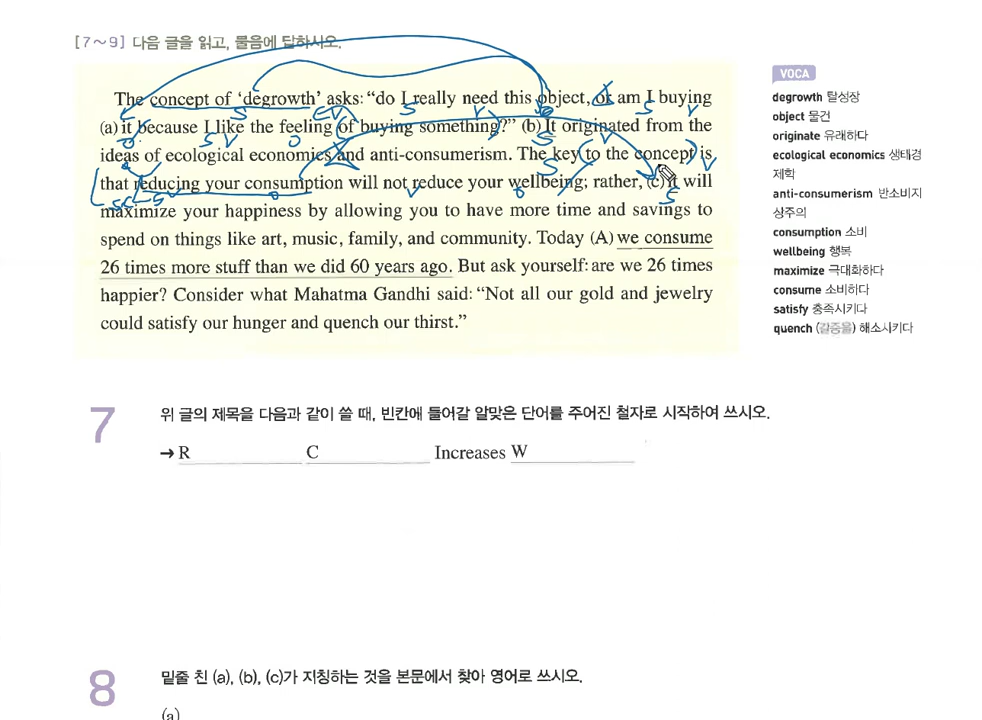 [7~9] 다음 글을 읽고, 물음에 답하시오.
The concept of ‘degrowth’ asks: “do I really need this object, or am I buying
(a) it because I like the feeling of buying something?” (b) It originated from the
ideas of ecological economics and anti-consumerism. The key to the concept is
that reducing your consumption will not reduce your wellbeing; rather, (c) it will
maximize your happiness by allowing you to have more time and savings to
spend on things like art, music, family, and community. Today (A) we consume
26 times more stuff than we did 60 years ago. But ask yourself: are we 26 times
happier? Consider what Mahatma Gandhi said: “Not all our gold and jewelry
could satisfy our hunger and quench our thirst.”
VOCA
degrowth 탈성장
object 물건
originate 유래하다
ecological economics 생태경
제학
anti-consumerism 반소비지
상주의
consumption 소비
wellbeing 행복
maximize 극대화하다
consume 소비하다
satisfy 충족시키다
quench (갈증을) 해소시키다
7
위 글의 제목을 다음과 같이 쓸 때, 빈칸에 들어갈 알맞은 단어를 주어진 철자로 시작하여 쓰시오.
→ R C Increases W
8
밑줄 친 (a), (b), (c)가 지칭하는 것을 본문에서 찾아 영어로 쓰시오.
(a)